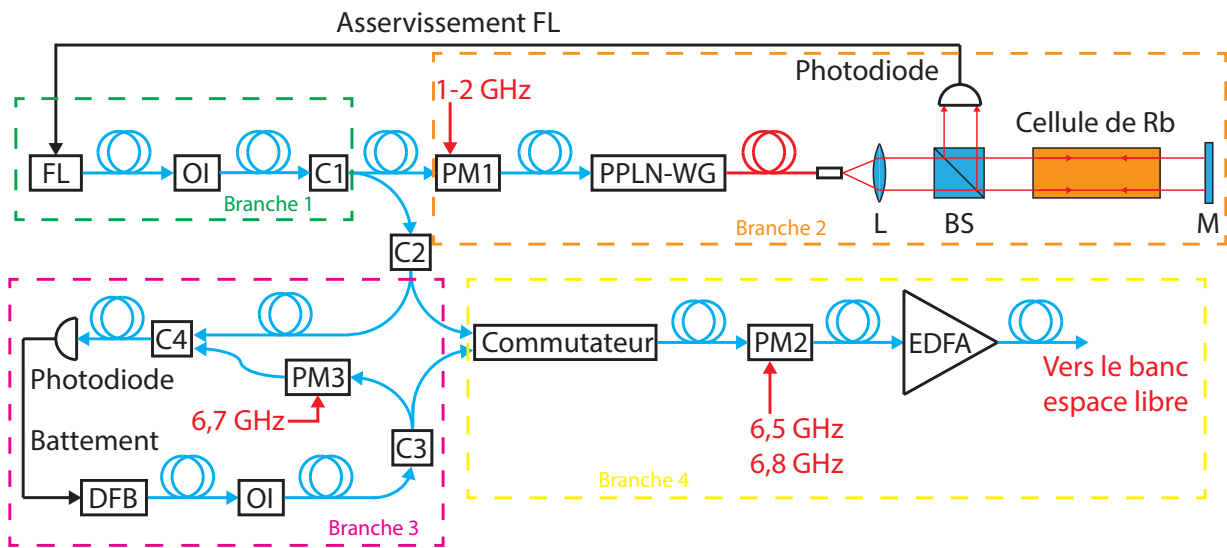 Asservissement FL
Photodiode
1-2 GHz
Cellule de Rb
FL
OI
C1
PM1
PPLN-WG
Branche 1
L
BS
M
Branche 2
C2
C4
Commutateur
PM2
EDFA
Photodiode
PM3
Vers le banc
espace libre
6,7 GHz
6,5 GHz
6,8 GHz
Battement
C3
DFB
OI
Branche 4
Branche 3